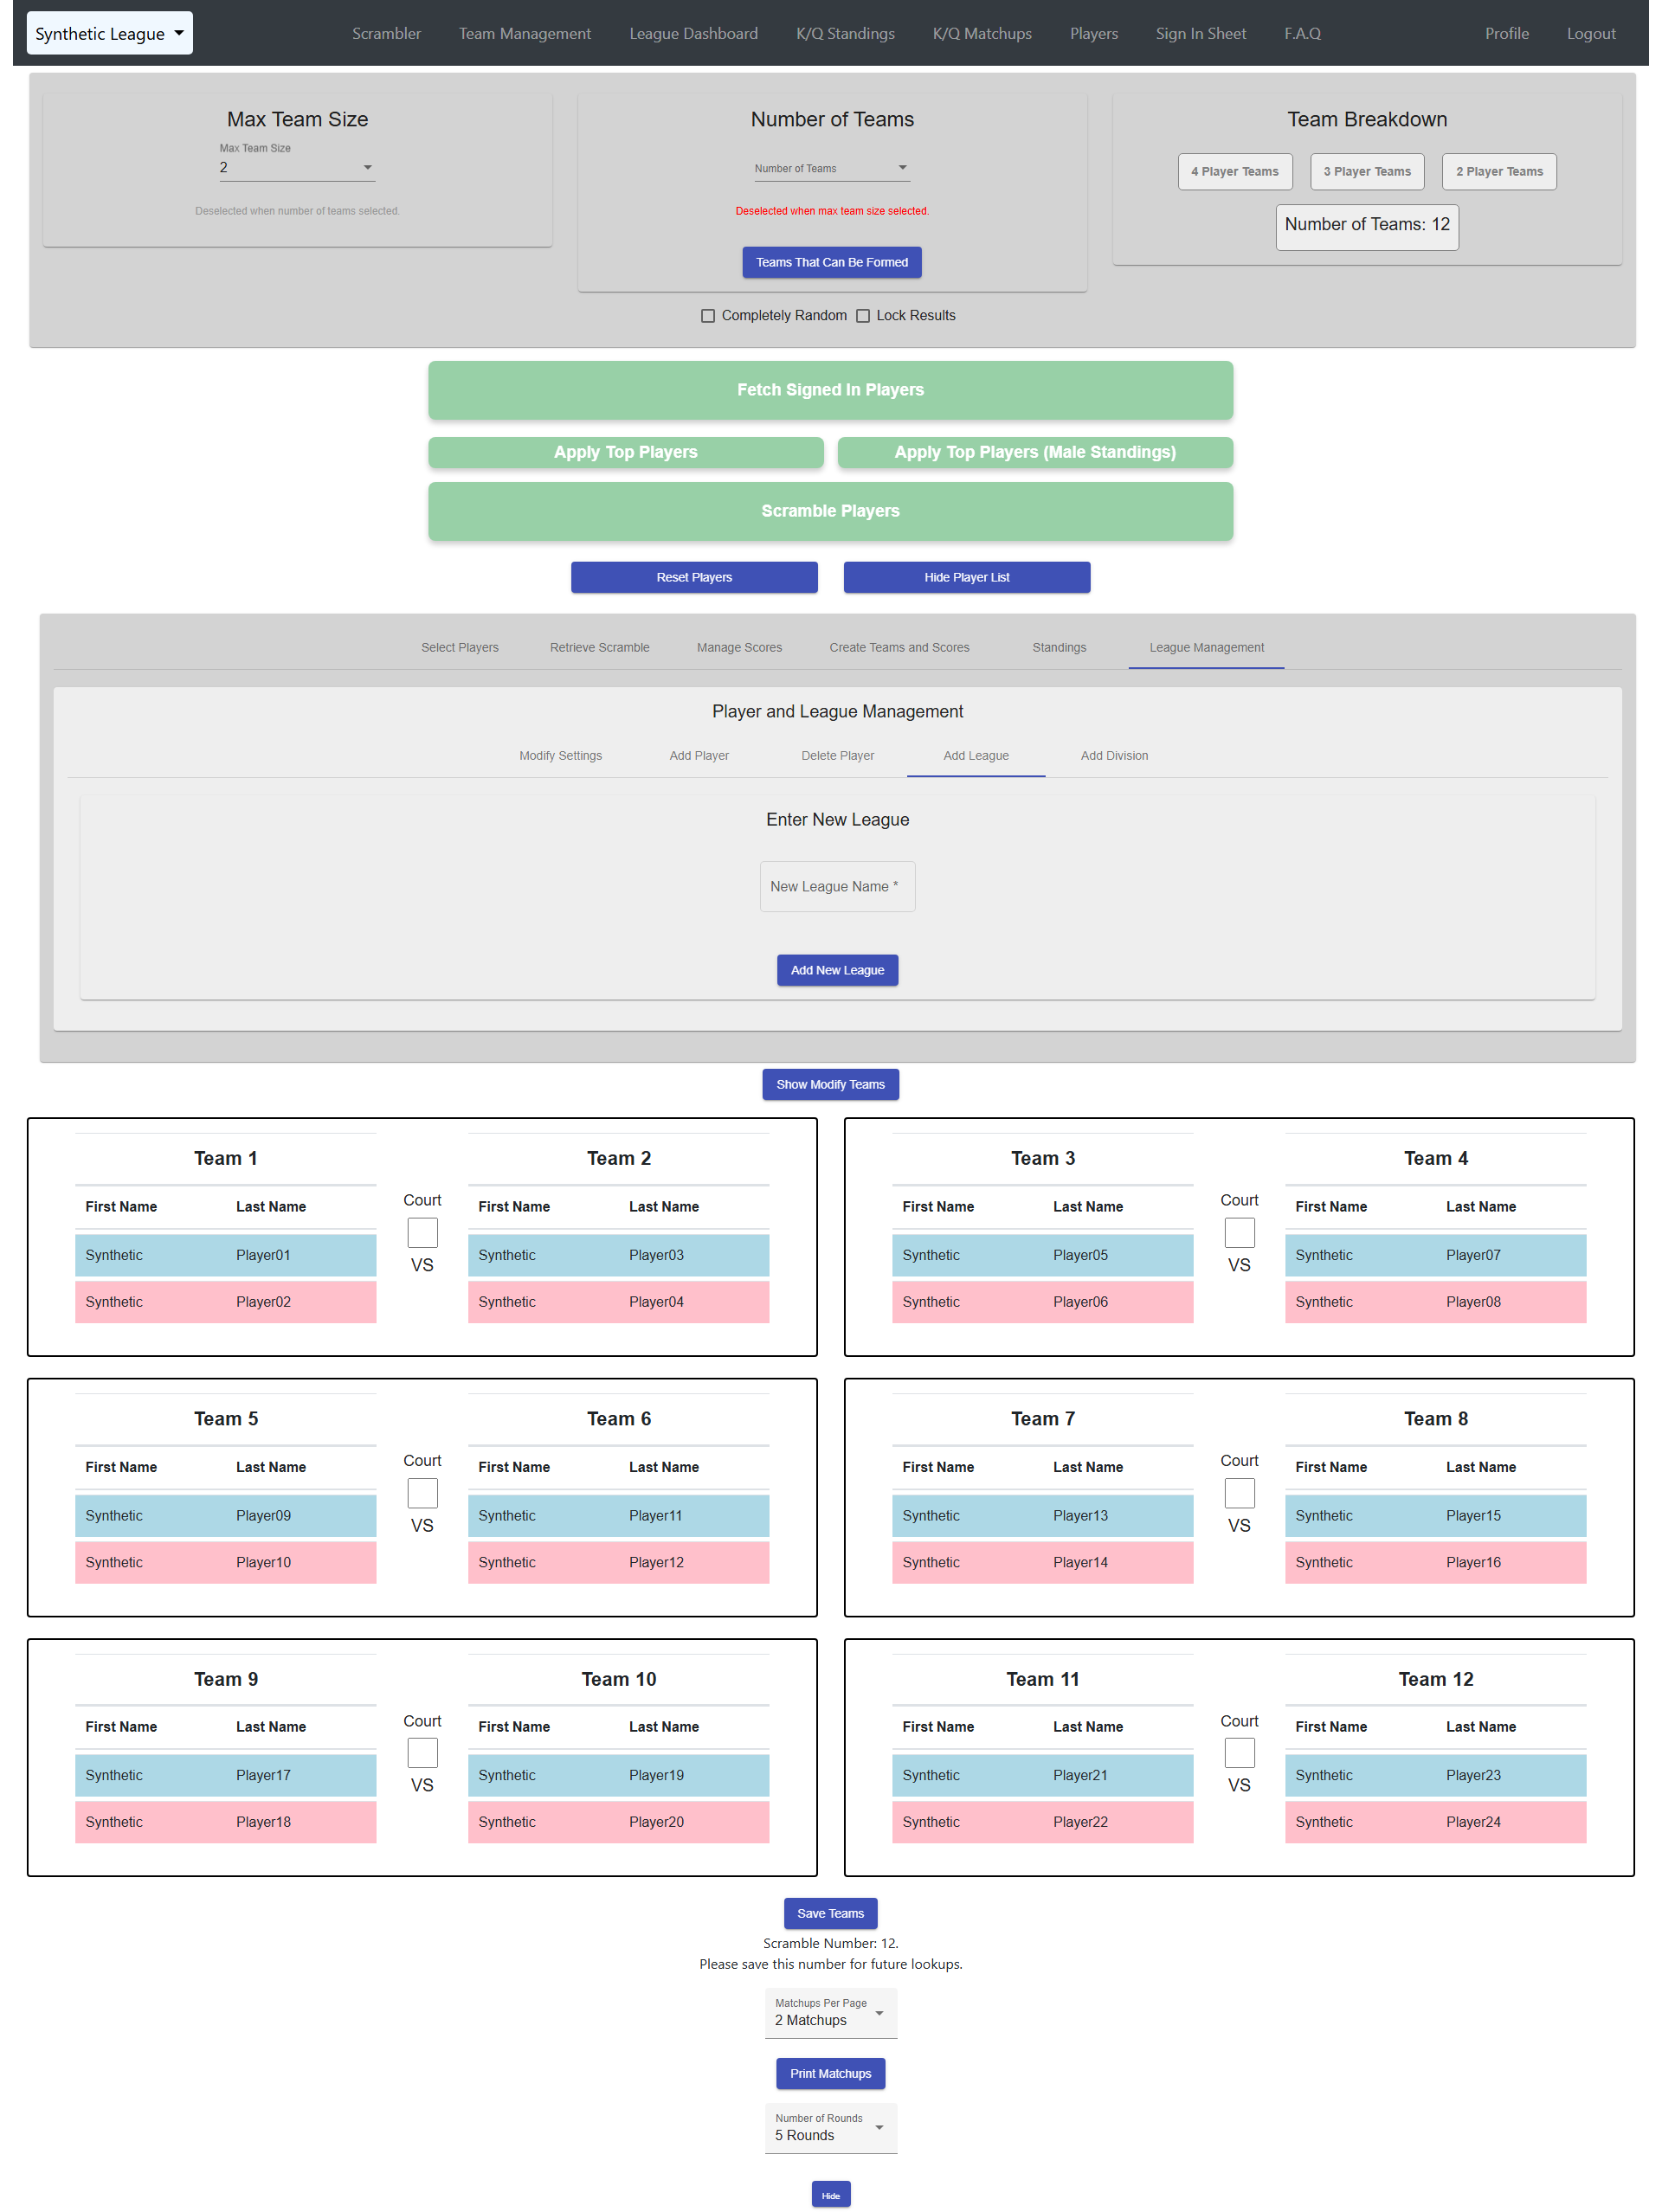 Synthetic League Scrambler Team Management League Dashboard K/Q Standings K/Q Matchups Players Sign In Sheet F.A.Q Profile Logout
Max Team Size
Max Team Size
2
Deselected when number of teams selected.
Number of Teams
Number of Teams
Deselected when max team size selected.
Teams That Can Be Formed
Team Breakdown
4 Player Teams 3 Player Teams 2 Player Teams
Number of Teams: 12
Completely Random Lock Results
Fetch Signed In Players
Apply Top Players Apply Top Players (Male Standings)
Scramble Players
Reset Players Hide Player List
Select Players Retrieve Scramble Manage Scores Create Teams and Scores Standings League Management
Player and League Management
Modify Settings Add Player Delete Player Add League Add Division
Enter New League
New League Name *
Add New League
Show Modify Teams
Team 1
First Name Last Name
Synthetic Player01
Synthetic Player02
Court
VS
Team 2
First Name Last Name
Synthetic Player03
Synthetic Player04
Team 3
First Name Last Name
Synthetic Player05
Synthetic Player06
Court
VS
Team 4
First Name Last Name
Synthetic Player07
Synthetic Player08
Team 5
First Name Last Name
Synthetic Player09
Synthetic Player10
Court
VS
Team 6
First Name Last Name
Synthetic Player11
Synthetic Player12
Team 7
First Name Last Name
Synthetic Player13
Synthetic Player14
Court
VS
Team 8
First Name Last Name
Synthetic Player15
Synthetic Player16
Team 9
First Name Last Name
Synthetic Player17
Synthetic Player18
Court
VS
Team 10
First Name Last Name
Synthetic Player19
Synthetic Player20
Team 11
First Name Last Name
Synthetic Player21
Synthetic Player22
Court
VS
Team 12
First Name Last Name
Synthetic Player23
Synthetic Player24
Save Teams
Scramble Number: 12.
Please save this number for future lookups.
Matchups Per Page
2 Matchups
Print Matchups
Number of Rounds
5 Rounds
Hide